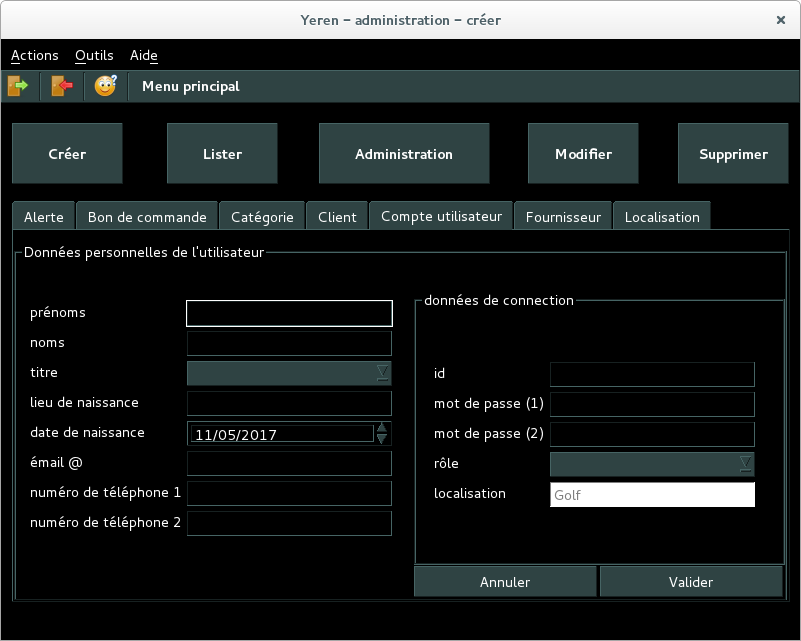 Yeren – administration – créer
Actions Outils Aide
Menu principal
Créer Lister Administration Modifier Supprimer
Alerte Bon de commande Catégorie Client Compte utilisateur Fournisseur Localisation
Données personnelles de l'utilisateur
prénoms
noms
titre
lieu de naissance
date de naissance 11/05/2017
émail @
numéro de téléphone 1
numéro de téléphone 2
données de connection
id
mot de passe (1)
mot de passe (2)
rôle
localisation Golf
Annuler Valider